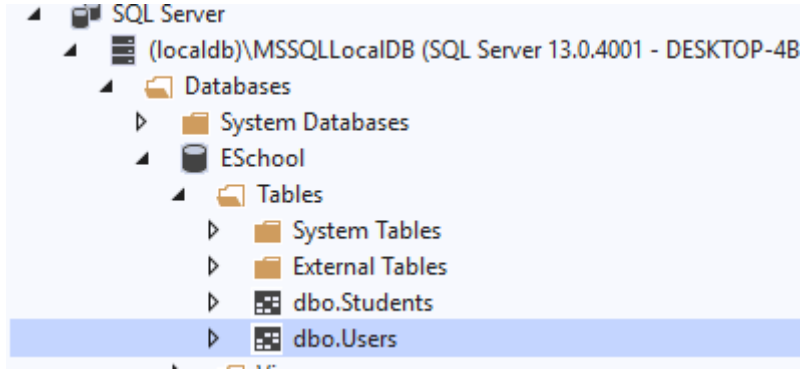 SQL Server
(localdb)\MSSQLLocalDB (SQL Server 13.0.4001 - DESKTOP-4B
Databases
System Databases
ESchool
Tables
System Tables
External Tables
dbo.Students
dbo.Users